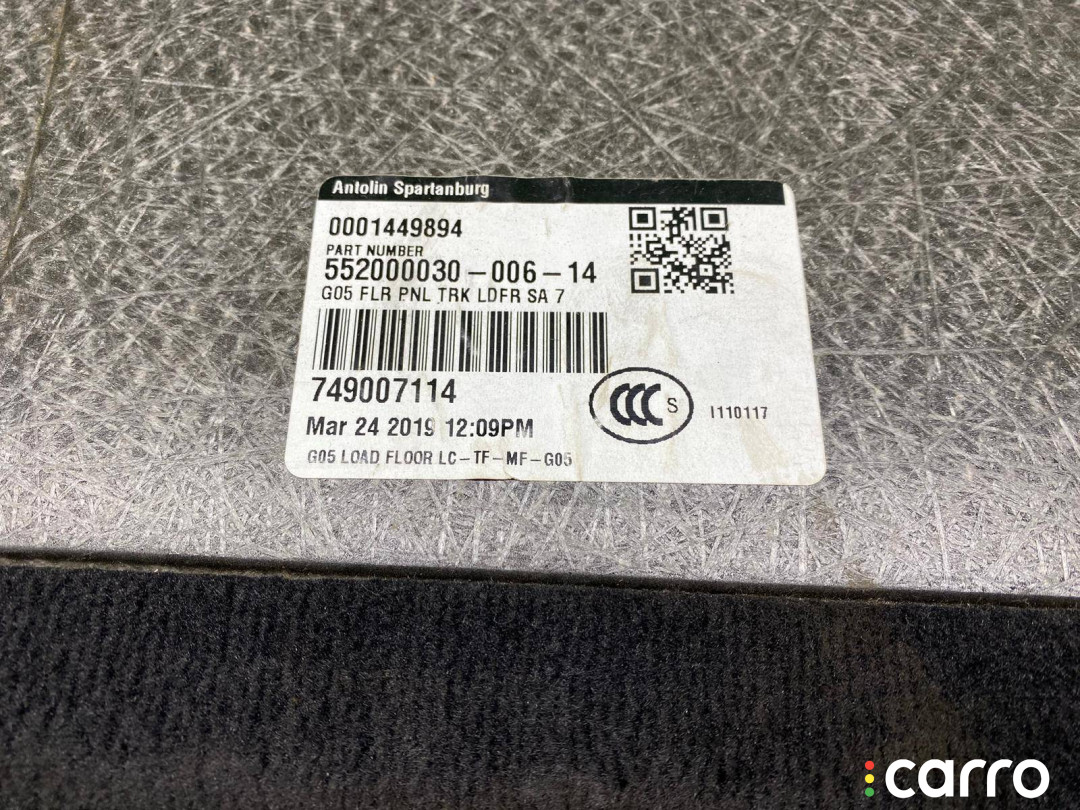 Antolin Spartanburg
0001449894
PART NUMBER
552000030-006-14
G05 FLR PNL TRK LDFR SA 7
749007114
CCC S
I110117
Mar 24 2019 12:09PM
G05 LOAD FLOOR LC-TF-MF-G05
carro